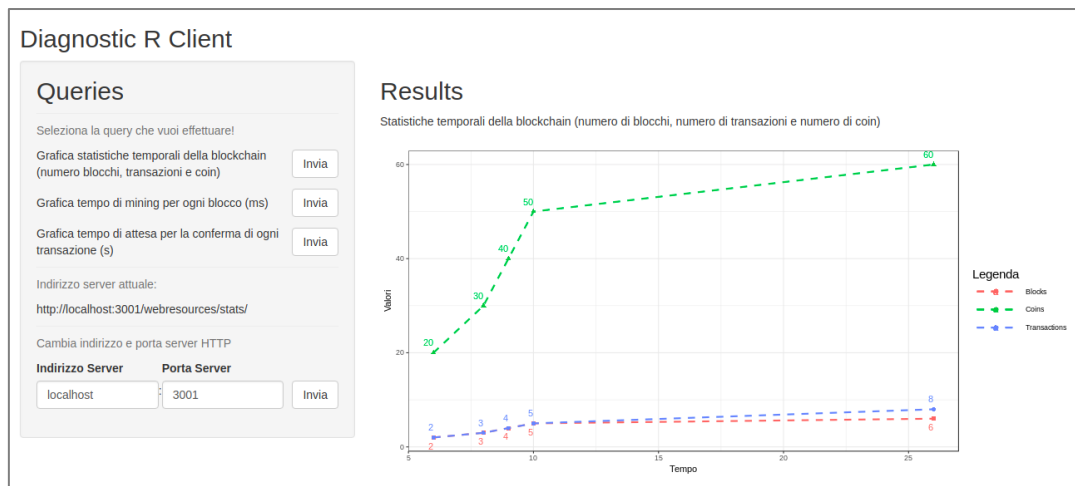 Diagnostic R Client
Queries
Seleziona la query che vuoi effettuare!
Grafica statistiche temporali della blockchain
(numero blocchi, transazioni e coin)
Invia
Grafica tempo di mining per ogni blocco (ms)
Invia
Grafica tempo di attesa per la conferma di ogni
transazione (s)
Invia
Indirizzo server attuale:
http://localhost:3001/webresources/stats/
Cambia indirizzo e porta server HTTP
Indirizzo Server Porta Server
localhost : 3001 Invia
Results
Statistiche temporali della blockchain (numero di blocchi, numero di transazioni e numero di coin)
60
40
20
0
Valori
20
30
40
50
60
2
3
4
5
8
2
3
4
5
6
5 10 15 20 25
Tempo
Legenda
Blocks
Coins
Transactions